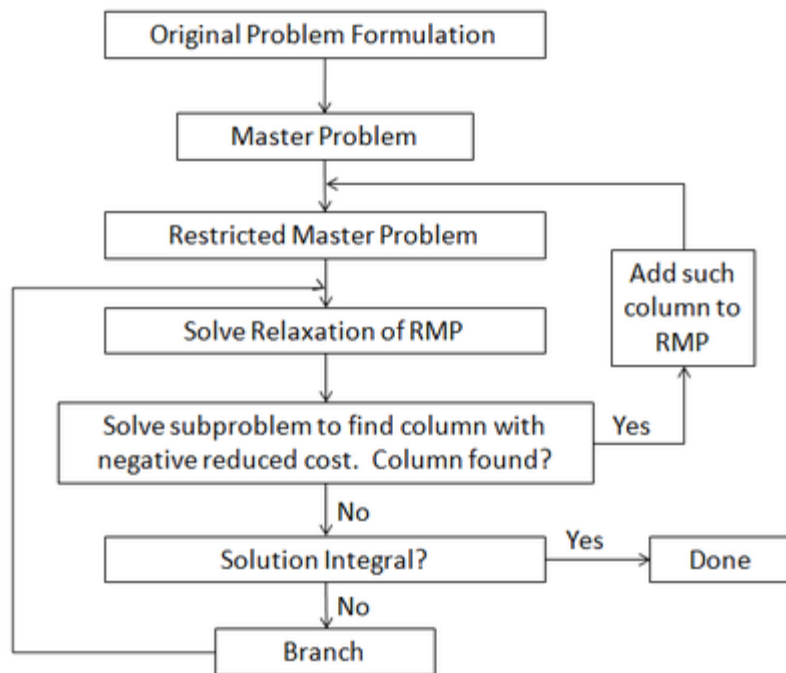 Original Problem Formulation
Master Problem
Restricted Master Problem
Add such
column to
RMP
Solve Relaxation of RMP
Solve subproblem to find column with
negative reduced cost.  Column found?
Yes
No
Solution Integral?
Yes
Done
No
Branch